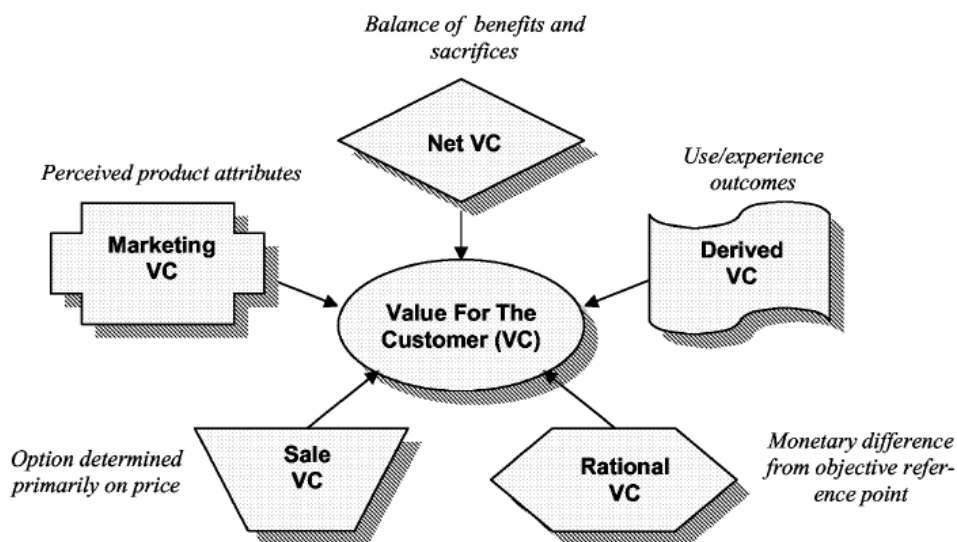 Balance of benefits and
sacrifices
Net VC
Perceived product attributes
Marketing
VC
Use/experience
outcomes
Derived
VC
Value For The
Customer (VC)
Option determined
primarily on price
Sale
VC
Rational
VC
Monetary difference
from objective refer-
ence point